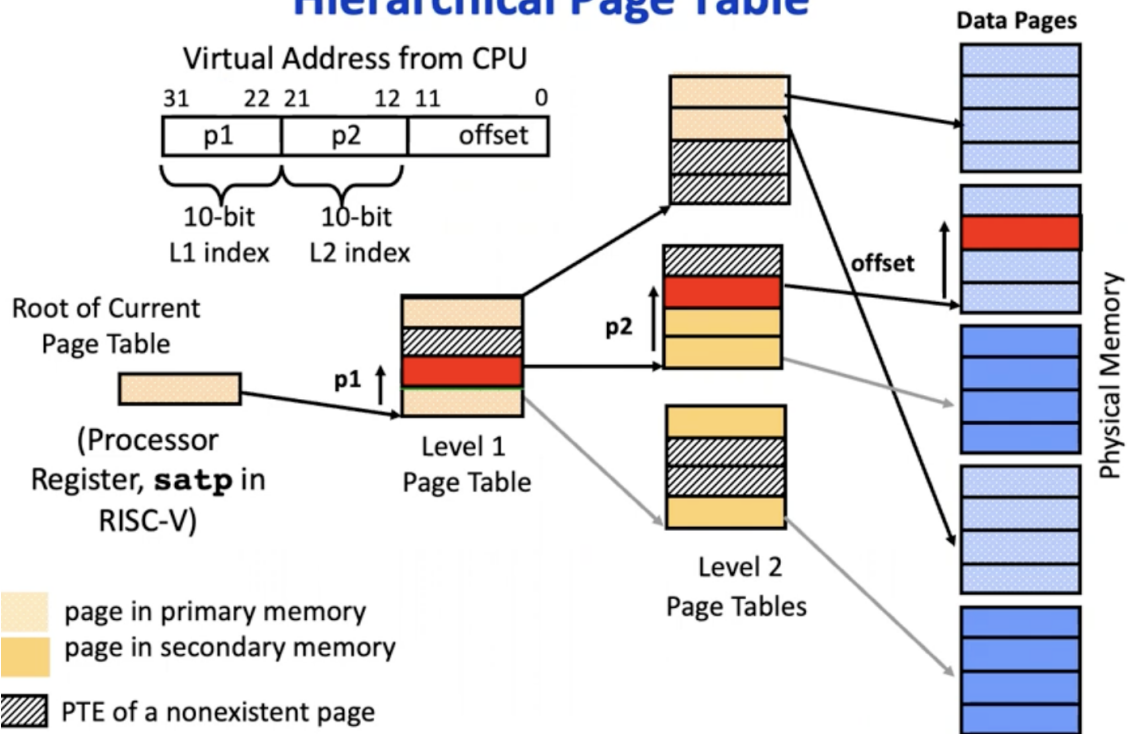 Hierarchical Page Table
Data Pages
Virtual Address from CPU
31 22 21 12 11 0
p1 p2 offset
10-bit
L1 index
10-bit
L2 index
Root of Current
Page Table
(Processor
Register, satp in
RISC-V)
p1
Level 1
Page Table
p2
Level 2
Page Tables
offset
Physical Memory
page in primary memory
page in secondary memory
PTE of a nonexistent page